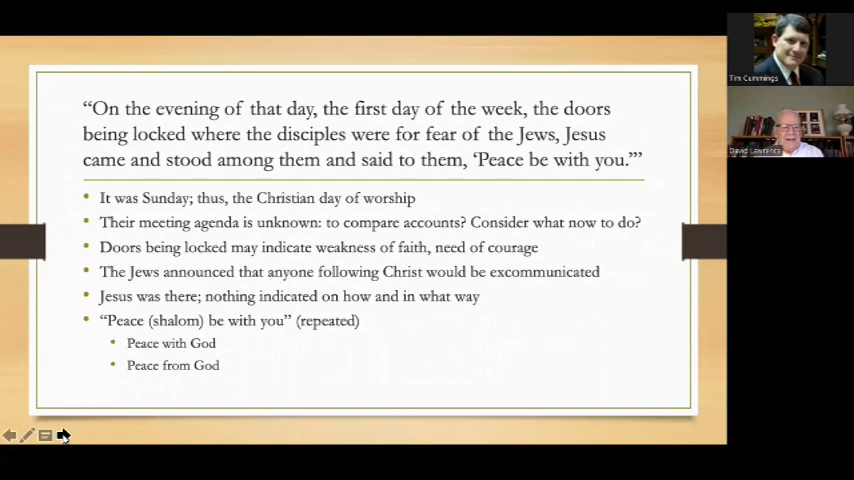 “On the evening of that day, the first day of the week, the doors
being locked where the disciples were for fear of the Jews, Jesus
came and stood among them and said to them, ‘Peace be with you.’”
• It was Sunday; thus, the Christian day of worship
• Their meeting agenda is unknown: to compare accounts? Consider what now to do?
• Doors being locked may indicate weakness of faith, need of courage
• The Jews announced that anyone following Christ would be excommunicated
• Jesus was there; nothing indicated on how and in what way
• “Peace (shalom) be with you” (repeated)
• Peace with God
• Peace from God
Tim Cummings
David Lawrence